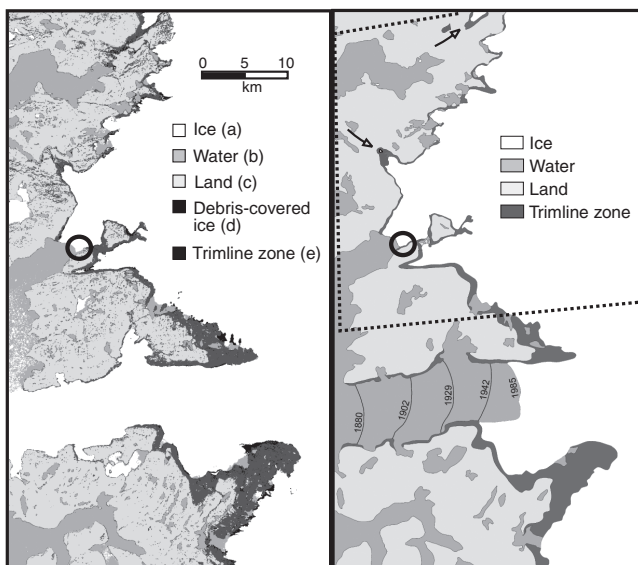 0 5 10
km
Ice (a)
Water (b)
Land (c)
Debris-covered
ice (d)
Trimline zone (e)
Ice
Water
Land
Trimline zone
1880
1902
1929
1942
1985